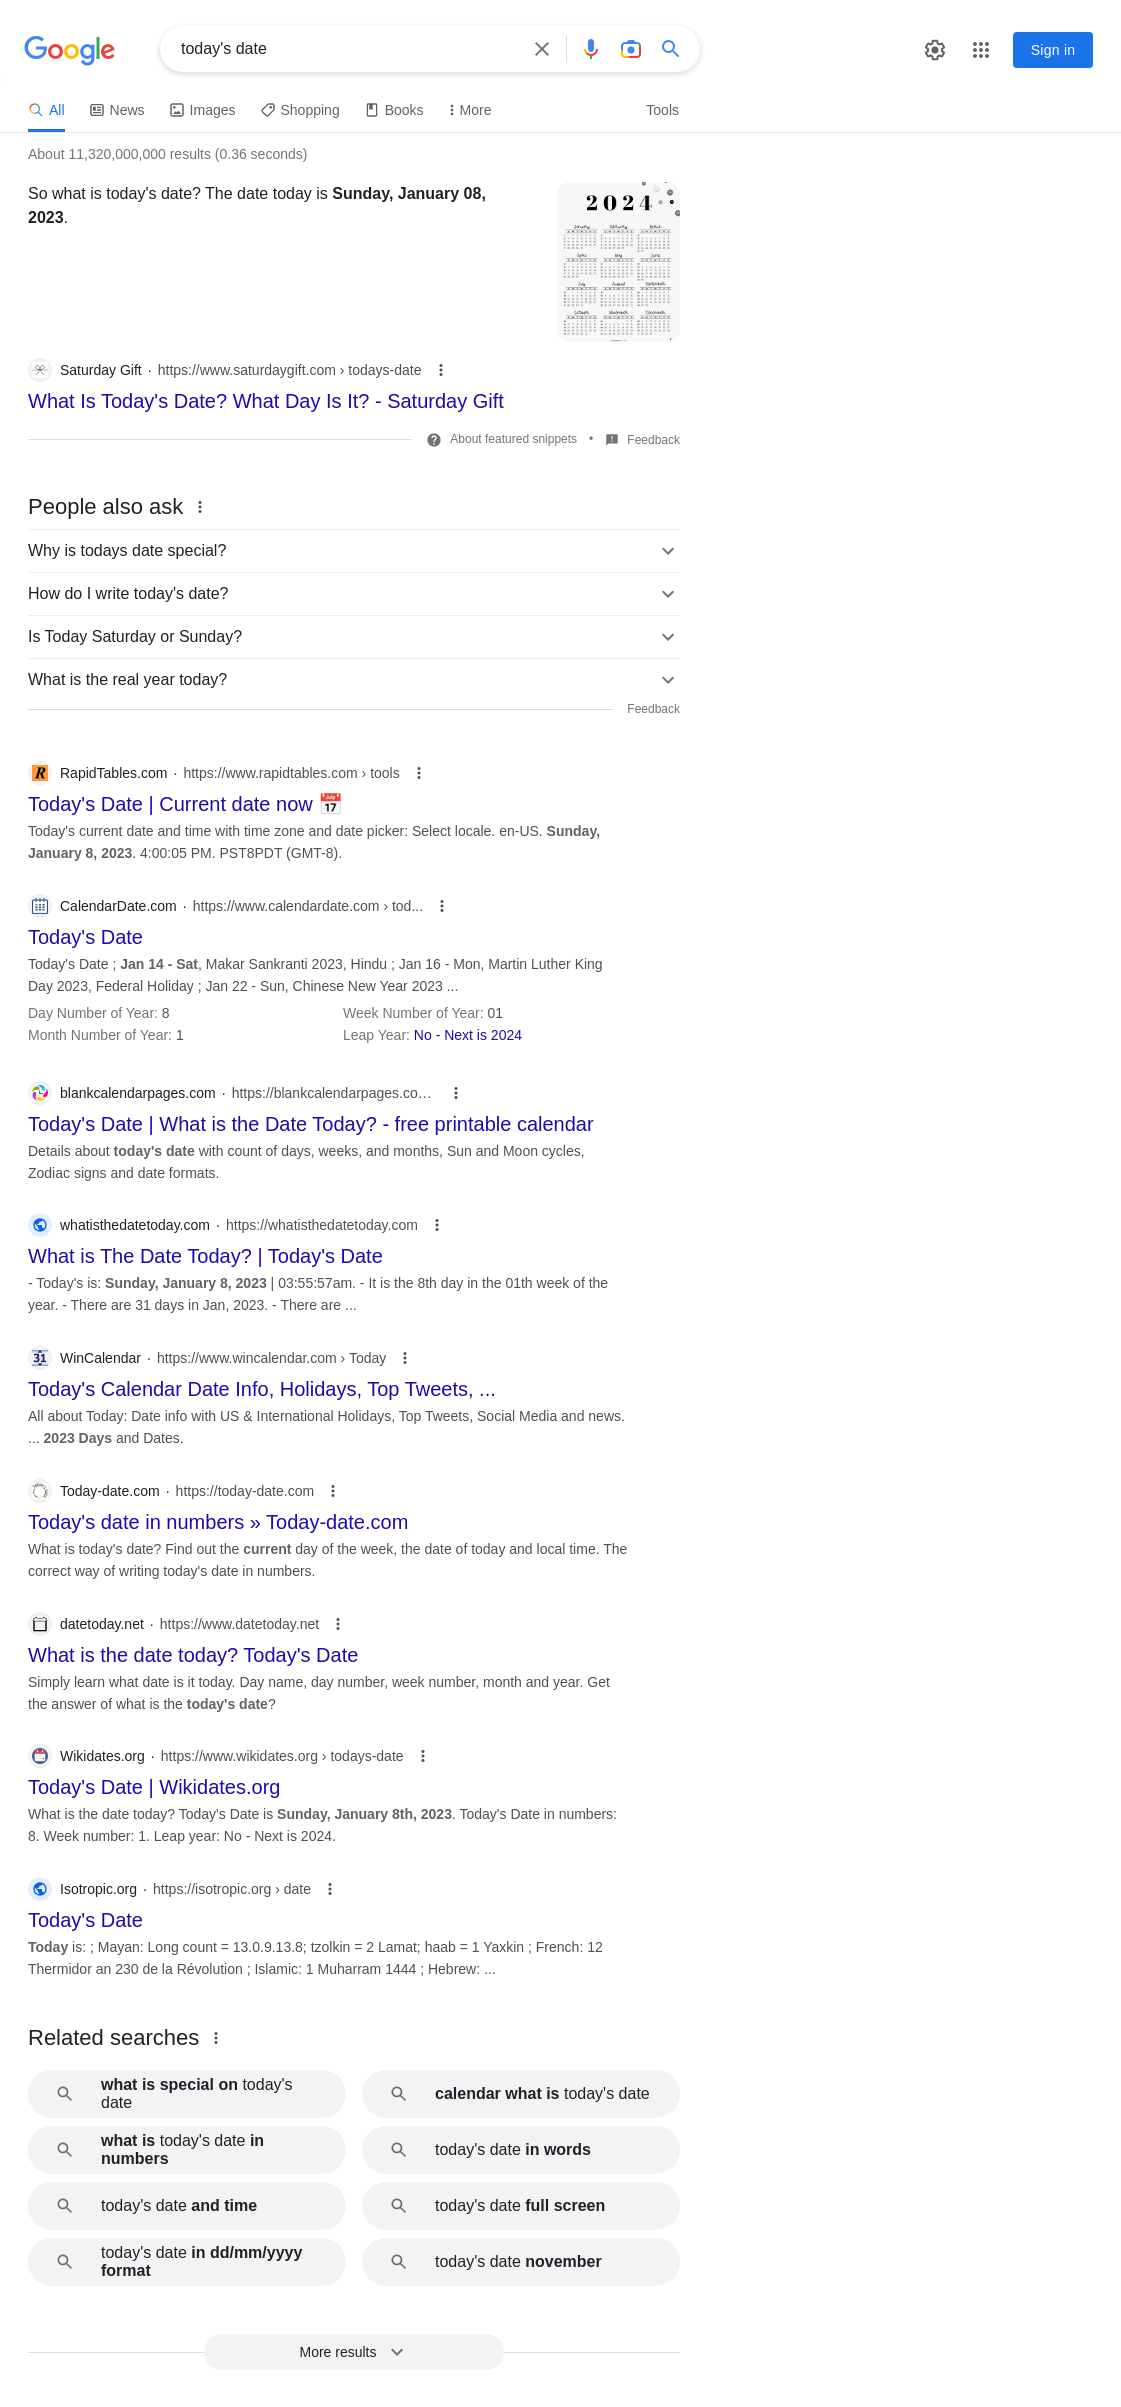 Google
today's date
Sign in
All
News
Images
Shopping
Books
More
Tools
About 11,320,000,000 results (0.36 seconds)
So what is today's date? The date today is Sunday, January 08,
2023.
2024
January February March
April May June
July August September
October November December
Saturday Gift · https://www.saturdaygift.com › todays-date
What Is Today's Date? What Day Is It? - Saturday Gift
About featured snippets • Feedback
People also ask
Why is todays date special?
How do I write today's date?
Is Today Saturday or Sunday?
What is the real year today?
Feedback
RapidTables.com · https://www.rapidtables.com › tools
Today's Date | Current date now 📅
Today's current date and time with time zone and date picker: Select locale. en-US. Sunday,
January 8, 2023. 4:00:05 PM. PST8PDT (GMT-8).
CalendarDate.com · https://www.calendardate.com › tod...
Today's Date
Today's Date ; Jan 14 - Sat, Makar Sankranti 2023, Hindu ; Jan 16 - Mon, Martin Luther King
Day 2023, Federal Holiday ; Jan 22 - Sun, Chinese New Year 2023 ...
Day Number of Year: 8 Week Number of Year: 01
Month Number of Year: 1 Leap Year: No - Next is 2024
blankcalendarpages.com · https://blankcalendarpages.co…
Today's Date | What is the Date Today? - free printable calendar
Details about today's date with count of days, weeks, and months, Sun and Moon cycles,
Zodiac signs and date formats.
whatisthedatetoday.com · https://whatisthedatetoday.com
What is The Date Today? | Today's Date
- Today's is: Sunday, January 8, 2023 | 03:55:57am. - It is the 8th day in the 01th week of the
year. - There are 31 days in Jan, 2023. - There are ...
31 WinCalendar · https://www.wincalendar.com › Today
Today's Calendar Date Info, Holidays, Top Tweets, ...
All about Today: Date info with US & International Holidays, Top Tweets, Social Media and news.
... 2023 Days and Dates.
Today-date.com · https://today-date.com
Today's date in numbers » Today-date.com
What is today's date? Find out the current day of the week, the date of today and local time. The
correct way of writing today's date in numbers.
datetoday.net · https://www.datetoday.net
What is the date today? Today's Date
Simply learn what date is it today. Day name, day number, week number, month and year. Get
the answer of what is the today's date?
Wikidates.org · https://www.wikidates.org › todays-date
Today's Date | Wikidates.org
What is the date today? Today's Date is Sunday, January 8th, 2023. Today's Date in numbers:
8. Week number: 1. Leap year: No - Next is 2024.
Isotropic.org · https://isotropic.org › date
Today's Date
Today is: ; Mayan: Long count = 13.0.9.13.8; tzolkin = 2 Lamat; haab = 1 Yaxkin ; French: 12
Thermidor an 230 de la Révolution ; Islamic: 1 Muharram 1444 ; Hebrew: ...
Related searches
what is special on today's
date
calendar what is today's date
what is today's date in
numbers
today's date in words
today's date and time
today's date full screen
today's date in dd/mm/yyyy
format
today's date november
More results